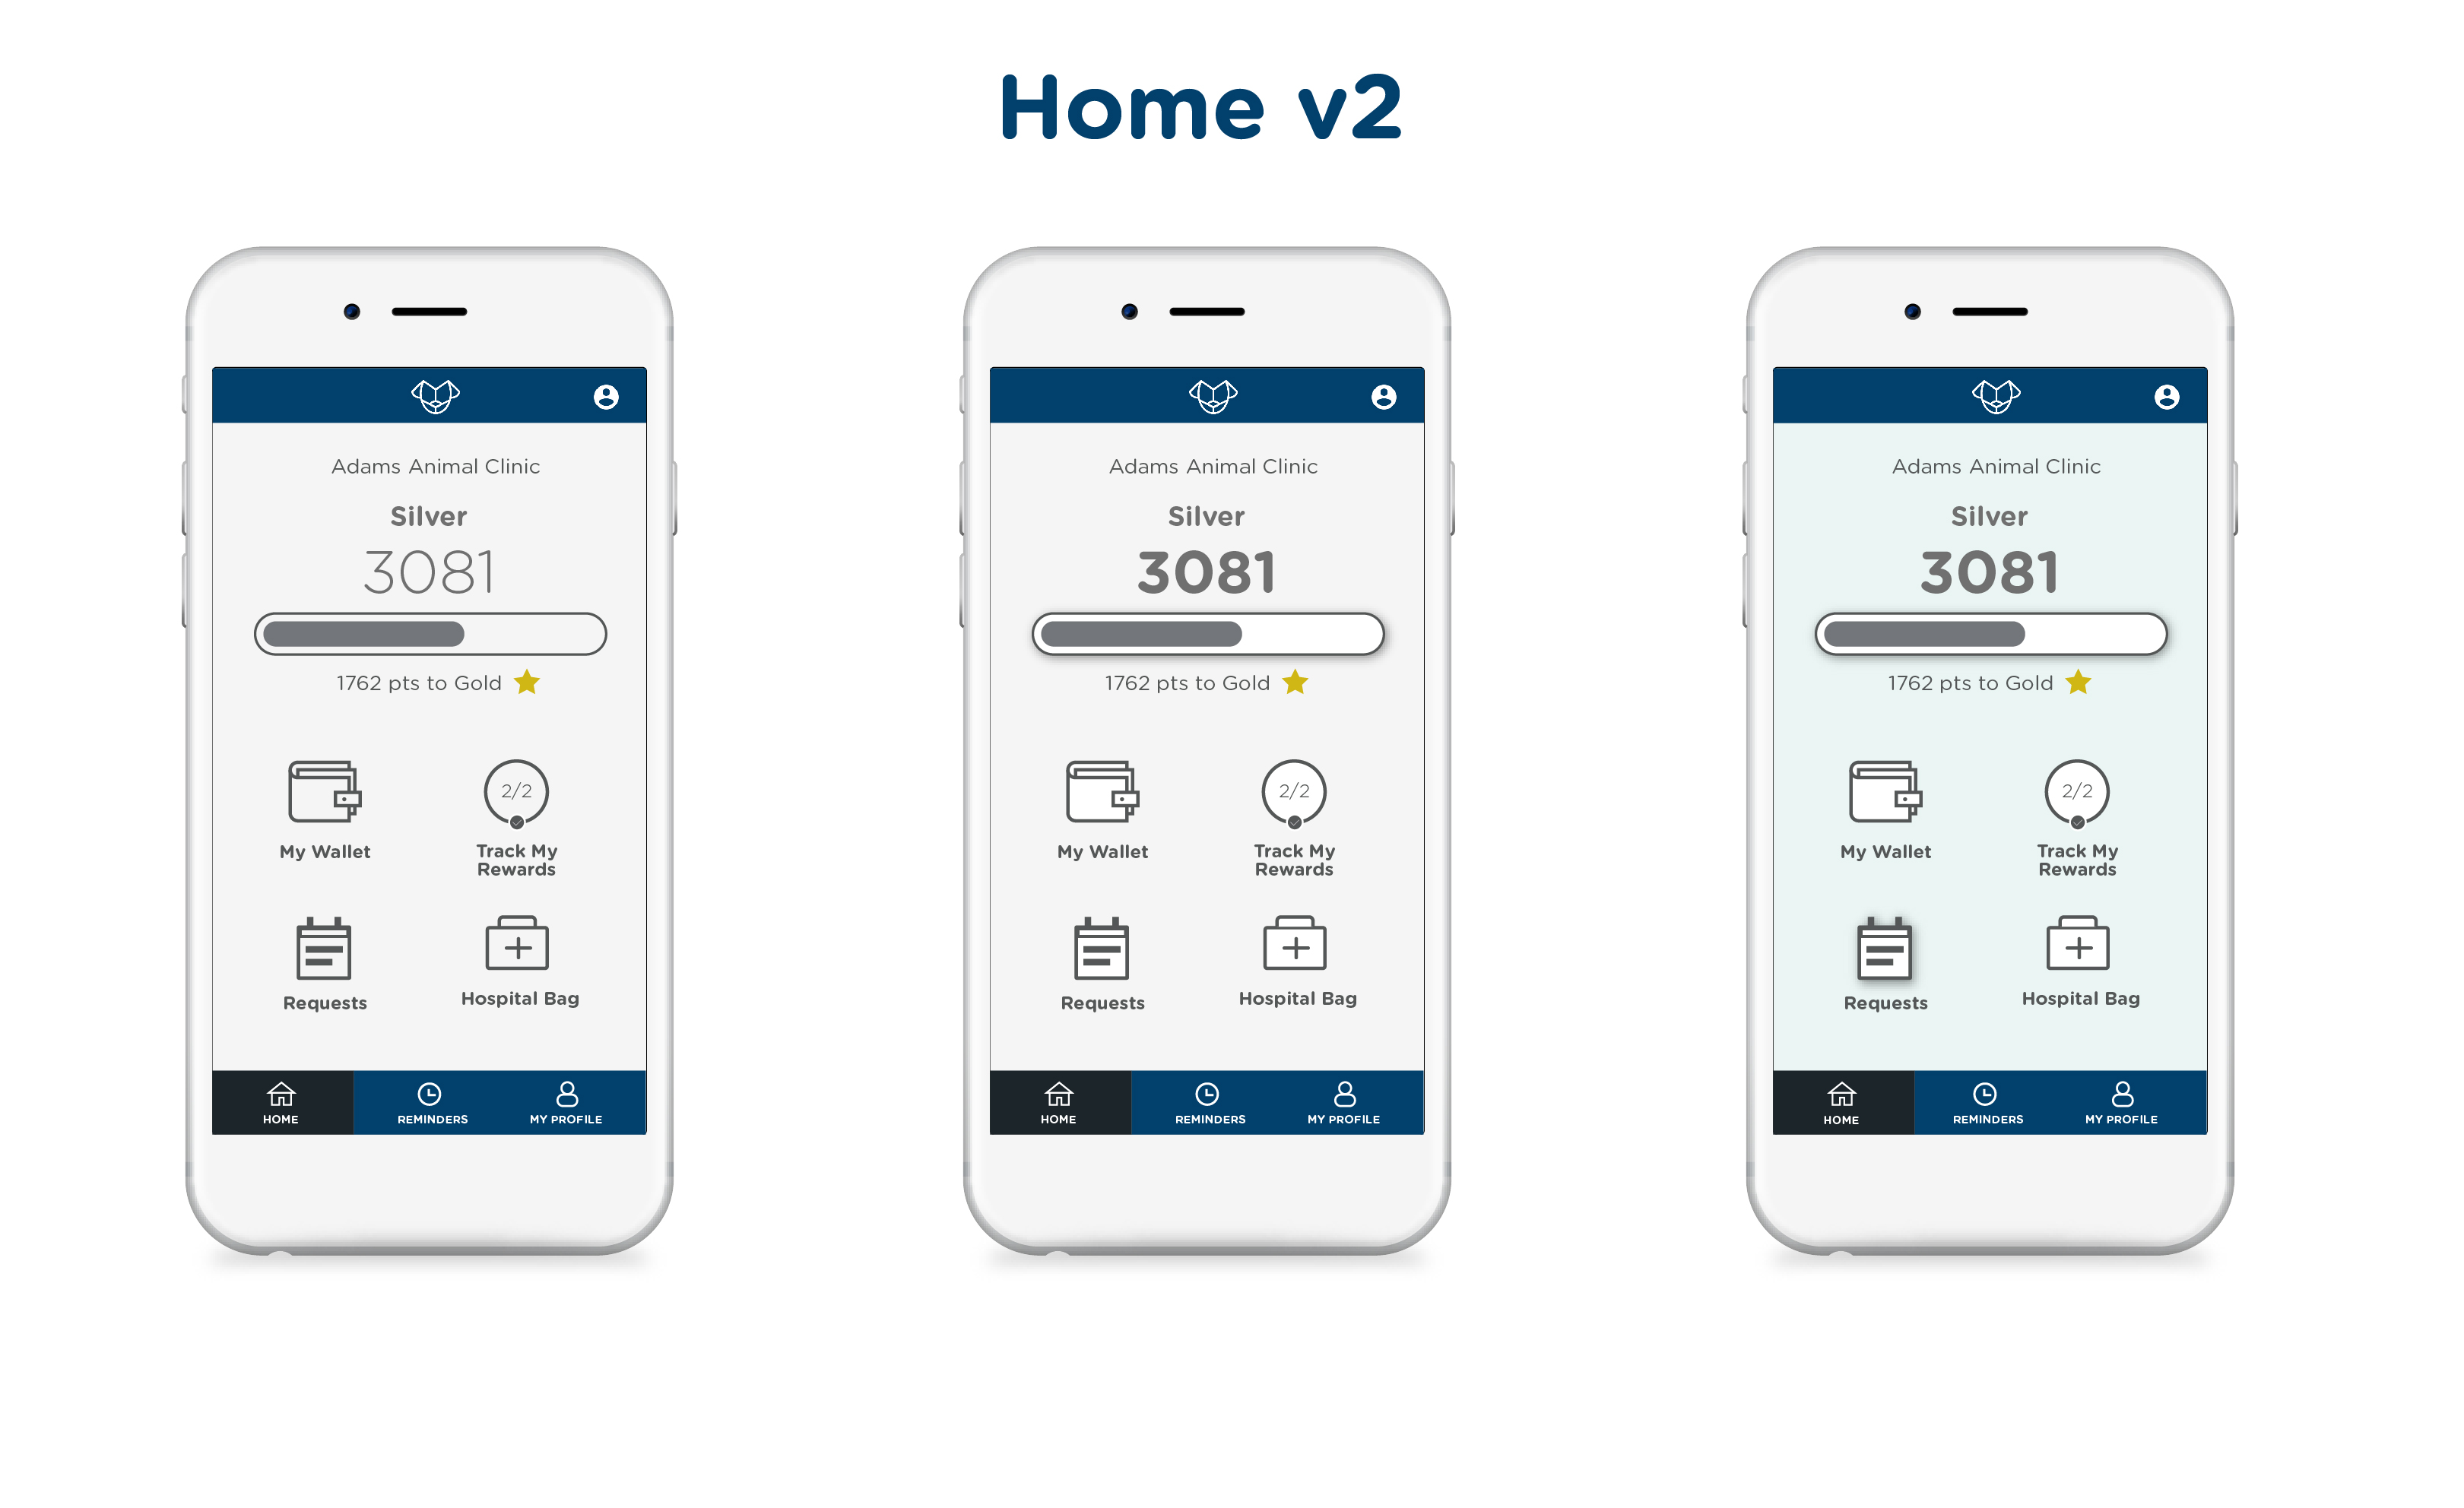 Home v2
Adams Animal Clinic
Silver
3081
1762 pts to Gold
2/2
My Wallet
Track My
Rewards
Requests
Hospital Bag
HOME
REMINDERS
MY PROFILE
Adams Animal Clinic
Silver
3081
1762 pts to Gold
2/2
My Wallet
Track My
Rewards
Requests
Hospital Bag
HOME
REMINDERS
MY PROFILE
Adams Animal Clinic
Silver
3081
1762 pts to Gold
2/2
My Wallet
Track My
Rewards
Requests
Hospital Bag
HOME
REMINDERS
MY PROFILE